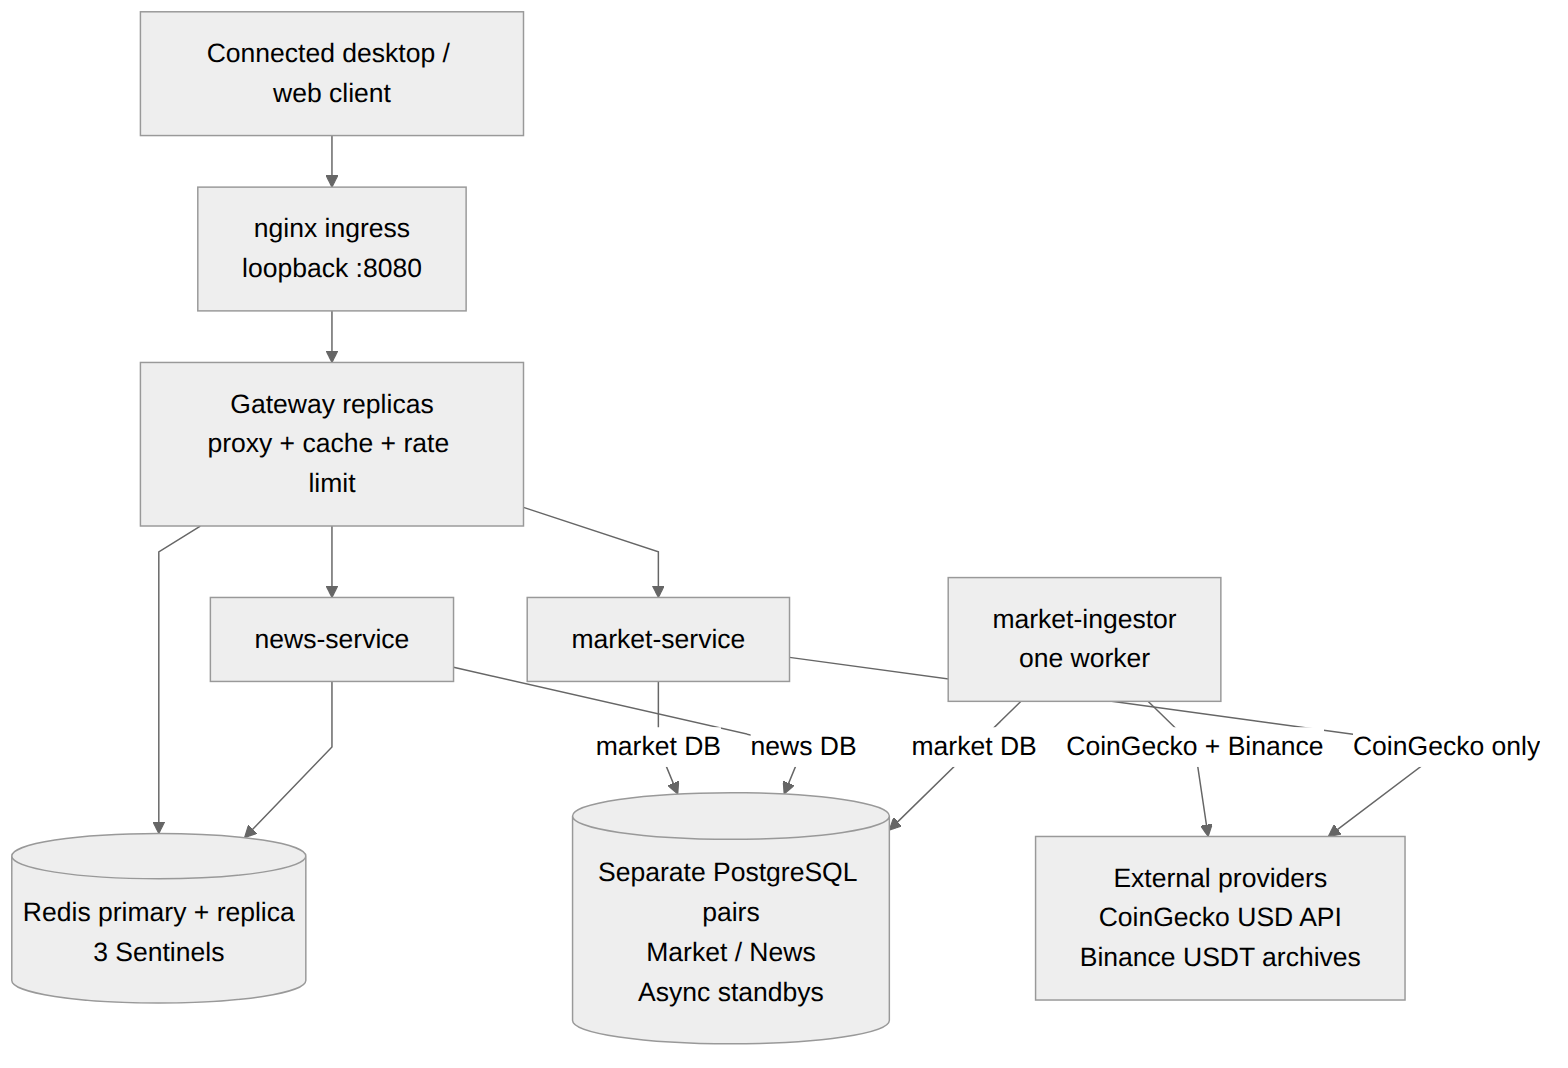 Connected desktop /
web client
nginx ingress
loopback :8080
Gateway replicas
proxy + cache + rate
limit
news-service
market-service
market-ingestor
one worker
market DB
news DB
market DB
CoinGecko + Binance
CoinGecko only
Redis primary + replica
3 Sentinels
Separate PostgreSQL
pairs
Market / News
Async standbys
External providers
CoinGecko USD API
Binance USDT archives